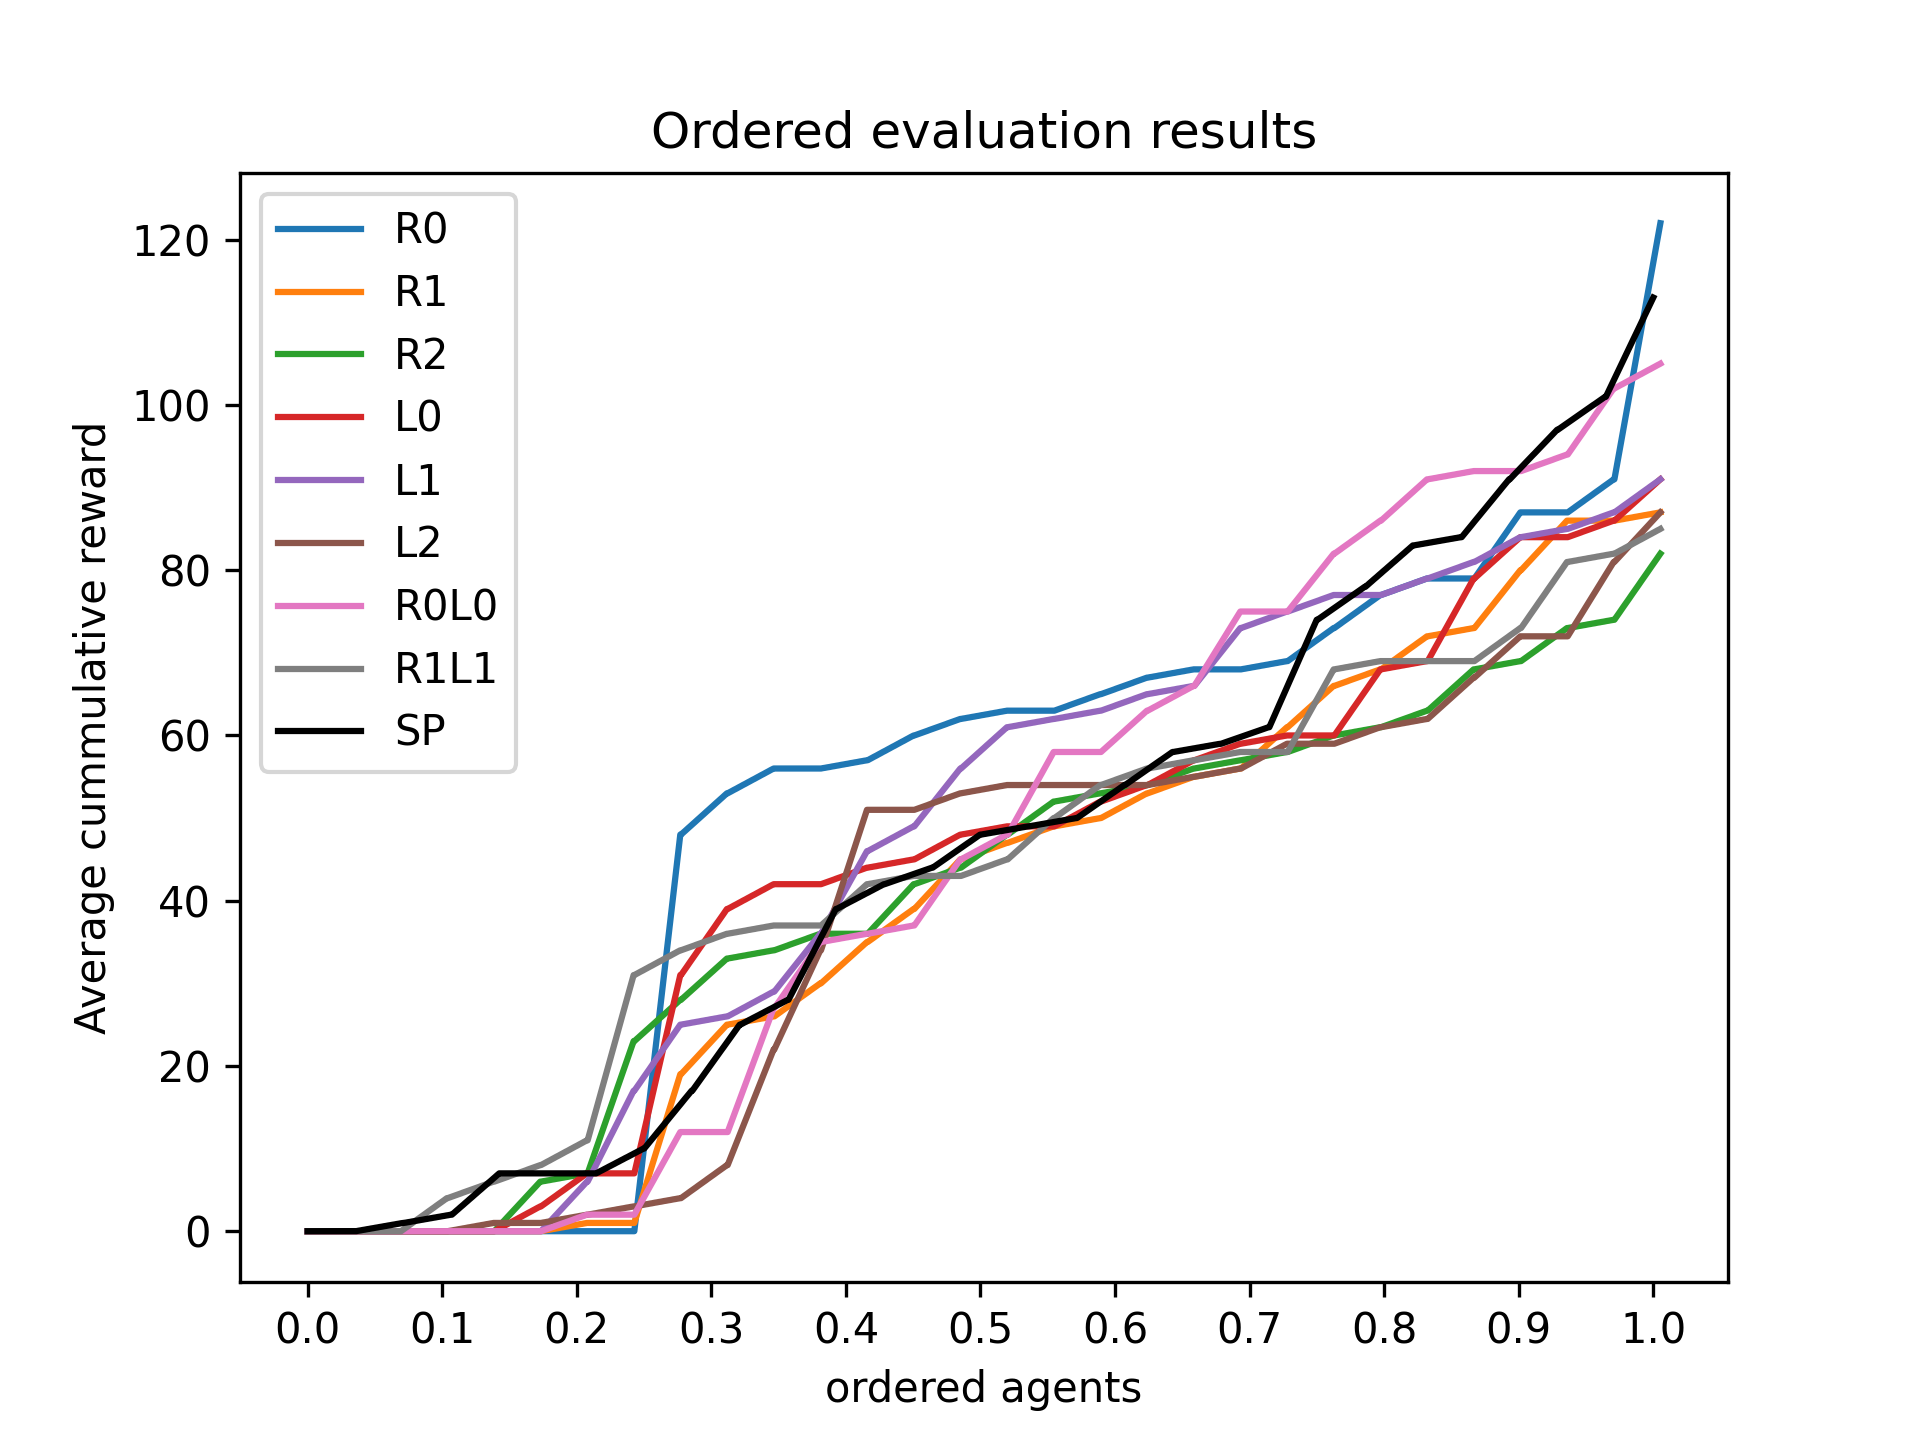 Ordered evaluation results
R0
R1
R2
L0
L1
L2
R0L0
R1L1
SP
Average cummulative reward
120
100
80
60
40
20
0
0.0 0.1 0.2 0.3 0.4 0.5 0.6 0.7 0.8 0.9 1.0
ordered agents